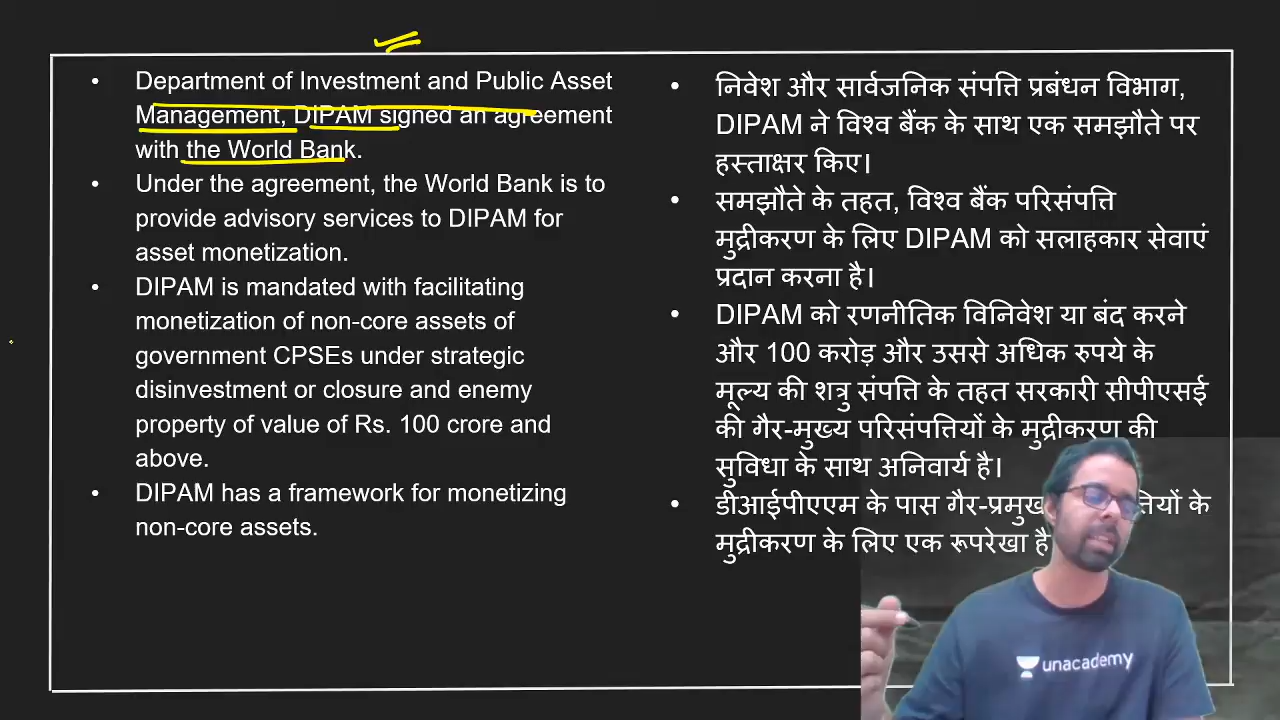 Department of Investment and Public Asset
Management, DIPAM signed an agreement
with the World Bank.
Under the agreement, the World Bank is to
provide advisory services to DIPAM for
asset monetization.
DIPAM is mandated with facilitating
monetization of non-core assets of
government CPSEs under strategic
disinvestment or closure and enemy
property of value of Rs. 100 crore and
above.
DIPAM has a framework for monetizing
non-core assets.
निवेश और सार्वजनिक संपत्ति प्रबंधन विभाग,
DIPAM ने विश्व बैंक के साथ एक समझौते पर
हस्ताक्षर किए।
समझौते के तहत, विश्व बैंक परिसंपत्ति
मुद्रीकरण के लिए DIPAM को सलाहकार सेवाएं
प्रदान करना है।
DIPAM को रणनीतिक विनिवेश या बंद करने
और 100 करोड़ और उससे अधिक रुपये के
मूल्य की शत्रु संपत्ति के तहत सरकारी सीपीएसई
की गैर-मुख्य परिसंपत्तियों के मुद्रीकरण की
सुविधा के साथ अनिवार्य है।
डीआईपीएएम के पास गैर-प्रमुख के
मुद्रीकरण के लिए एक रूपरेखा है
unacademy